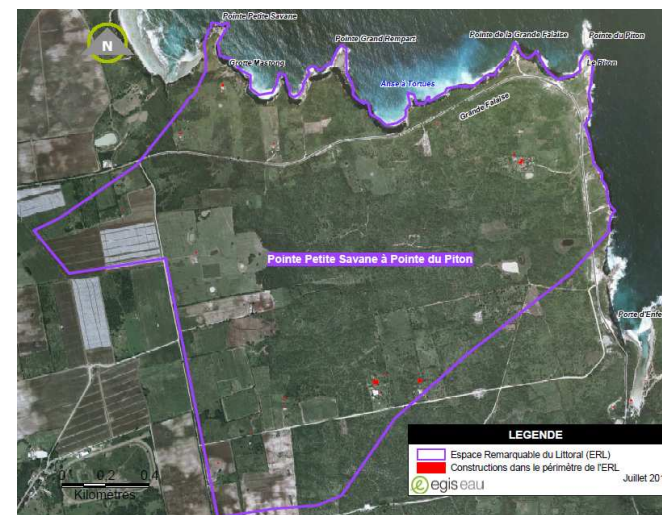 Pointe Petite Savane
Pointe Grand Rempart
Pointe de la Grande Falaise
Pointe du Piton
N
Grotte Maspong
Le Piton
Anse à Tortues
Grande Falaise
Pointe Petite Savane à Pointe du Piton
Porte d'Enfe
LEGENDE
Espace Remarquable du Littoral (ERL)
Constructions dans le périmètre de l'ERL
egis eau
Juillet 201
0 0.2 0.4
Kilomètres